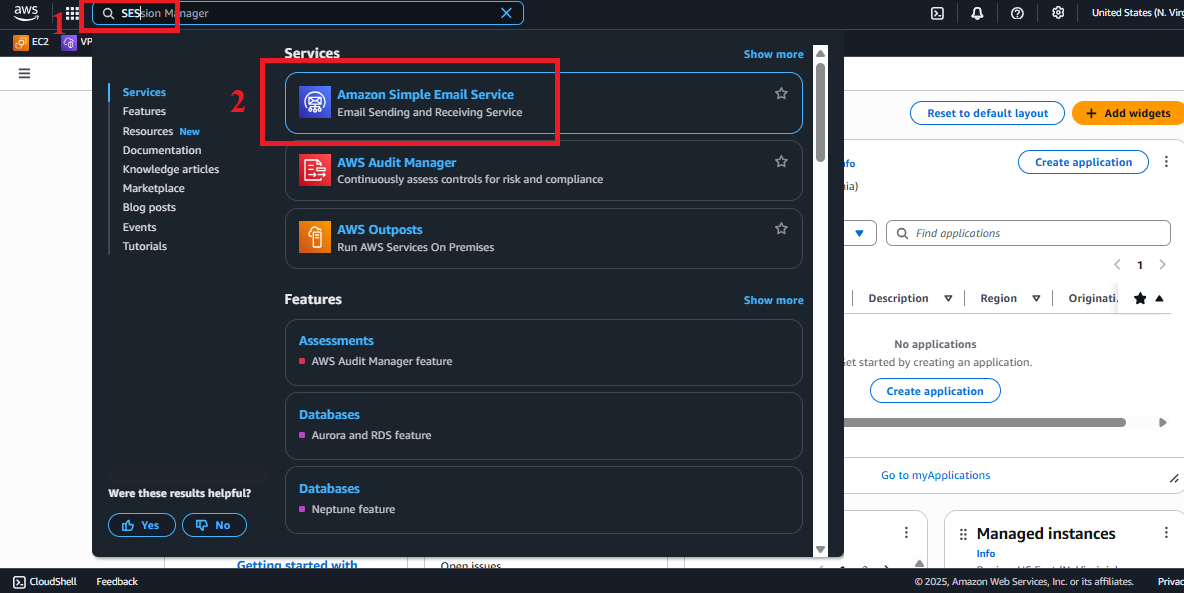 aws
1
SESsion Manager
United States (N. Virg
EC2
VP
Services
Show more
Services
Features
Resources New
Documentation
Knowledge articles
Marketplace
Blog posts
Events
Tutorials
2
Amazon Simple Email Service
Email Sending and Receiving Service
AWS Audit Manager
Continuously assess controls for risk and compliance
AWS Outposts
Run AWS Services On Premises
Features
Show more
Assessments
AWS Audit Manager feature
Databases
Aurora and RDS feature
Databases
Neptune feature
Were these results helpful?
Yes
No
Reset to default layout
+ Add widgets
nfo
Create application
nia)
Find applications
1
Description
Region
Originati.
No applications
Get started by creating an application.
Create application
Go to myApplications
Managed instances
Info
Getting started with
Open issues
CloudShell
Feedback
© 2025, Amazon Web Services, Inc. or its affiliates.
Privac